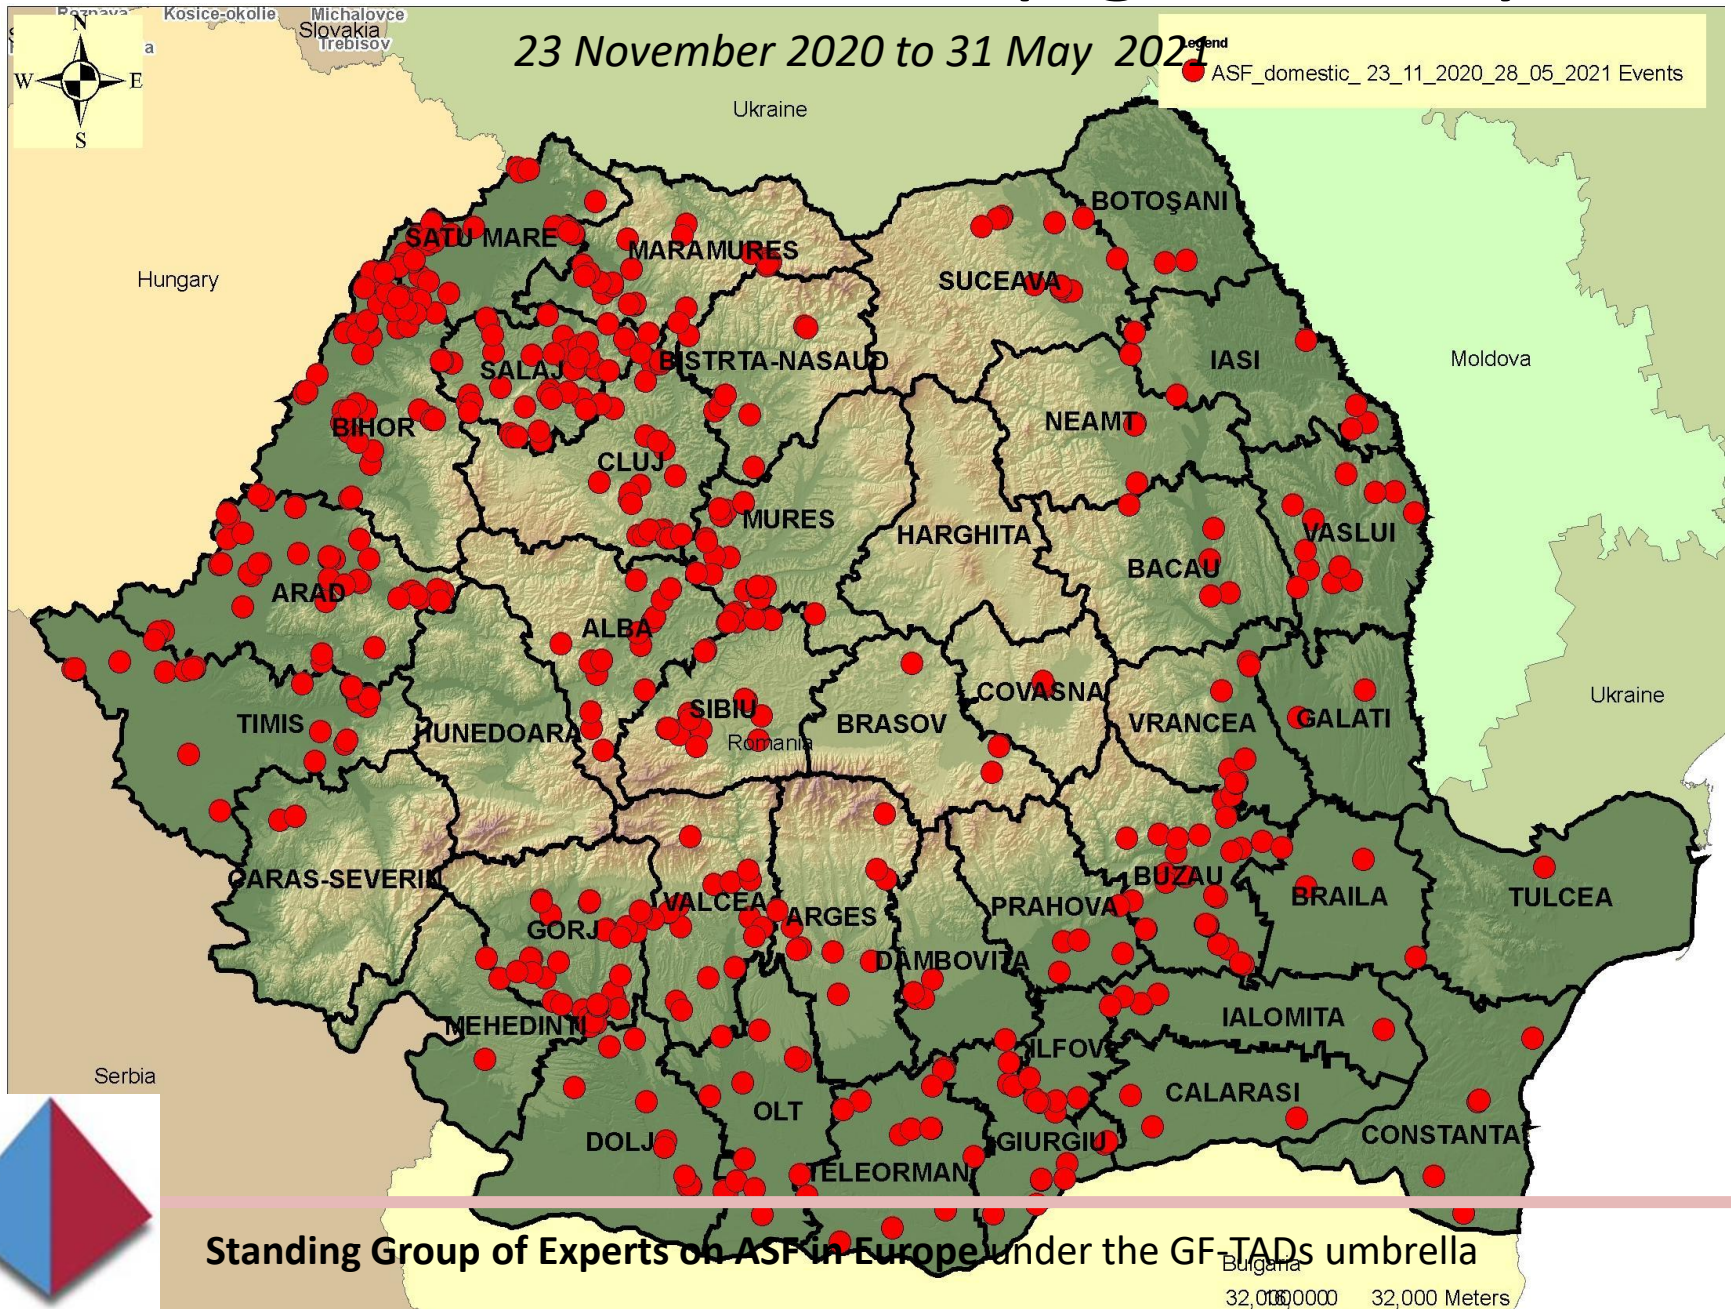 Roznava
Kosice-okolie
Michalovce
Slovakia
Trebisov
N
W
E
S
23 November 2020 to 31 May 2021
Legend
ASF_domestic_ 23_11_2020_28_05_2021 Events
Ukraine
BOTOŞANI
SATU MARE
MARAMURES
Hungary
SUCEAVA
BISTRTA-NASAUD
IASI
Moldova
SALAJ
NEAMT
BIHOR
CLUJ
MURES
HARGHITA
VASLUI
BACAU
ARAD
ALBA
COVASNA
Ukraine
SIBIU
BRASOV
VRANCEA
GALATI
TIMIS
HUNEDOARA
Romania
CARAS-SEVERIN
BUZAU
BRAILA
TULCEA
VALCEA
ARGES
PRAHOVA
GORJ
DÂMBOVITA
MEHEDINTI
IALOMITA
ILFOV
Serbia
CALARASI
OLT
DOLJ
GIURGIU
CONSTANTA
TELEORMAN
Standing Group of Experts on ASF in Europe under the GF-TADs umbrella
Bulgaria
32,000 Meters